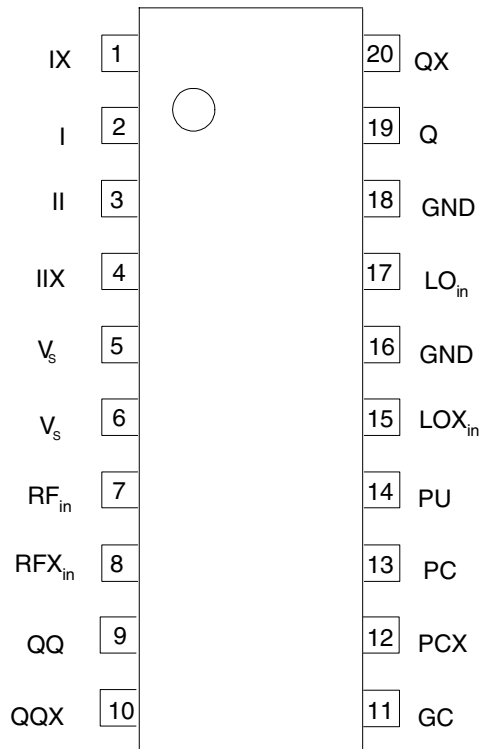 IX 1 20 QX
I 2 19 Q
II 3 18 GND
IIX 4 17 LOin
Vs 5 16 GND
Vs 6 15 LOXin
RFin 7 14 PU
RFXin 8 13 PC
QQ 9 12 PCX
QQX 10 11 GC